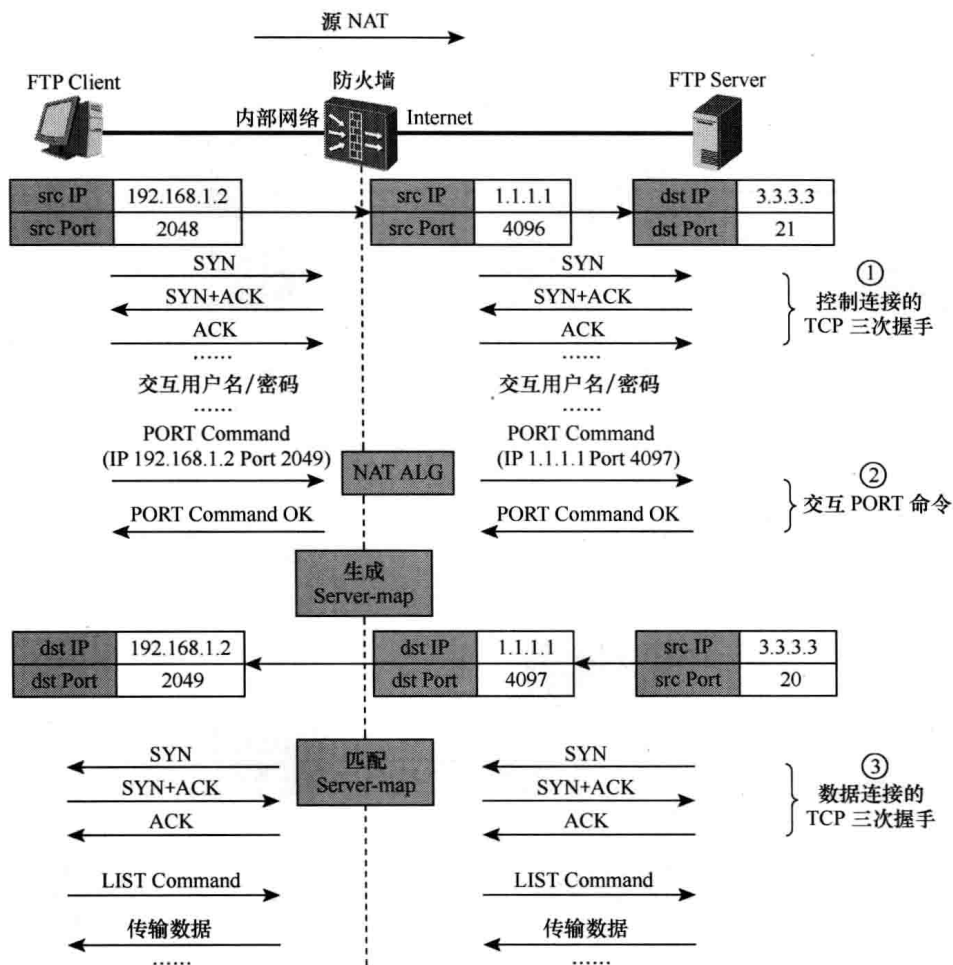 源 NAT
FTP Client
防火墙
FTP Server
内部网络
Internet
src IP 192.168.1.2
src Port 2048
src IP 1.1.1.1
src Port 4096
dst IP 3.3.3.3
dst Port 21
SYN
SYN
SYN+ACK
SYN+ACK
ACK
ACK
……
……
①
控制连接的
TCP 三次握手
交互用户名/密码
交互用户名/密码
……
……
PORT Command
(IP 192.168.1.2 Port 2049)
NAT ALG
PORT Command
(IP 1.1.1.1 Port 4097)
PORT Command OK
PORT Command OK
②
交互 PORT 命令
生成
Server-map
dst IP 192.168.1.2
dst Port 2049
dst IP 1.1.1.1
dst Port 4097
src IP 3.3.3.3
src Port 20
SYN
匹配
Server-map
SYN
SYN+ACK
SYN+ACK
ACK
ACK
③
数据连接的
TCP 三次握手
LIST Command
LIST Command
传输数据
传输数据
……
……